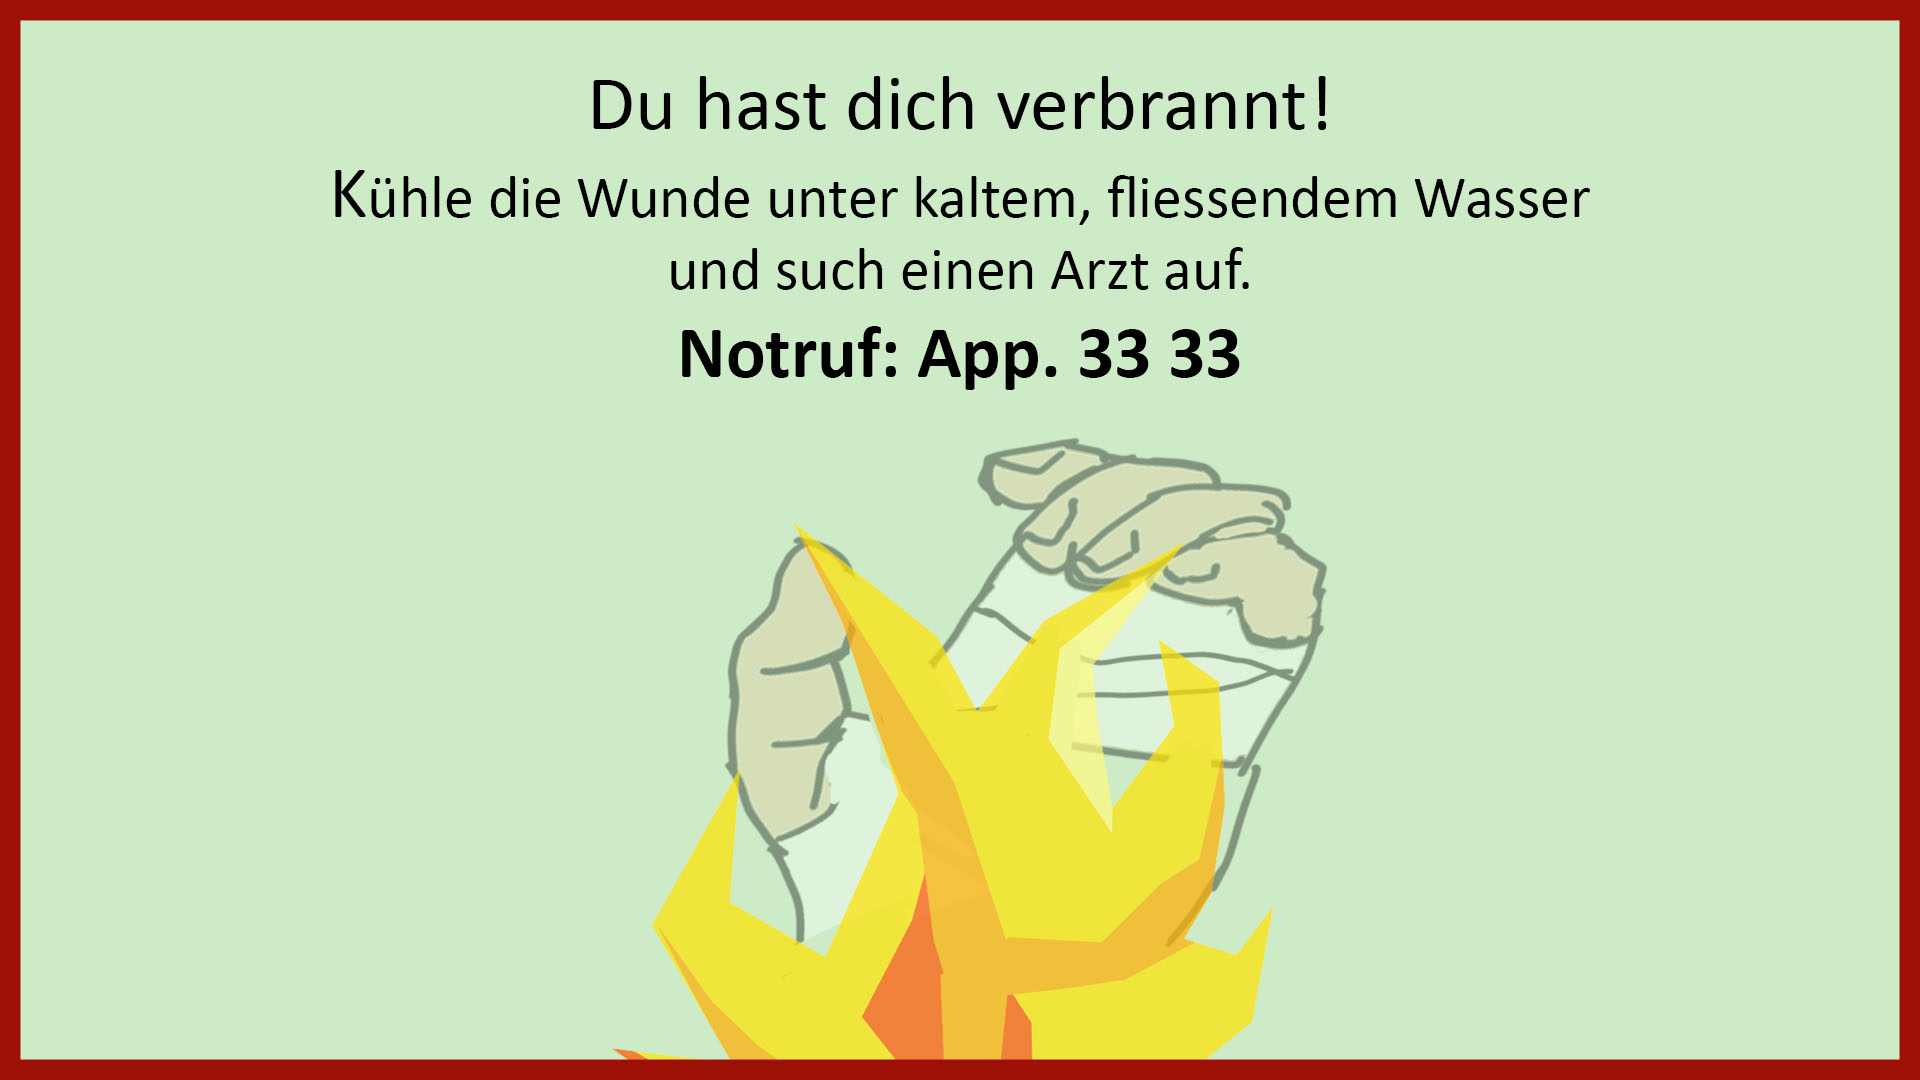 Du hast dich verbrannt!
Kühle die Wunde unter kaltem, fliessendem Wasser
und such einen Arzt auf.
Notruf: App. 33 33